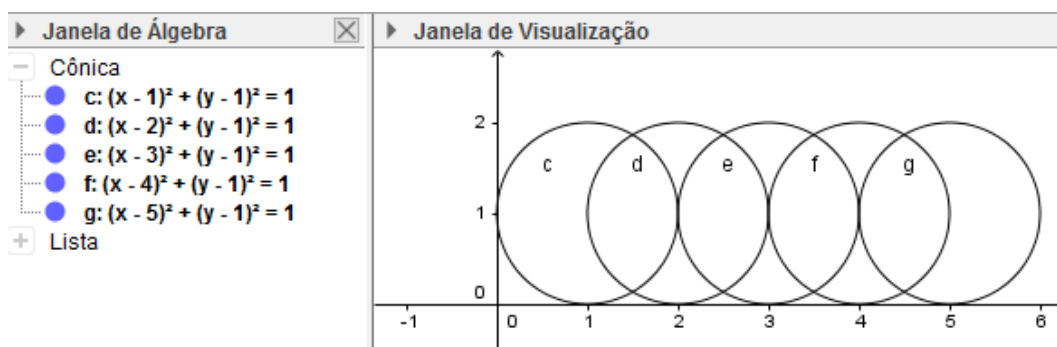 Janela de Álgebra
Cônica
c: (x - 1)² + (y - 1)² = 1
d: (x - 2)² + (y - 1)² = 1
e: (x - 3)² + (y - 1)² = 1
f: (x - 4)² + (y - 1)² = 1
g: (x - 5)² + (y - 1)² = 1
Lista
Janela de Visualização
2
c d e f g
1
0
-1 0 1 2 3 4 5 6